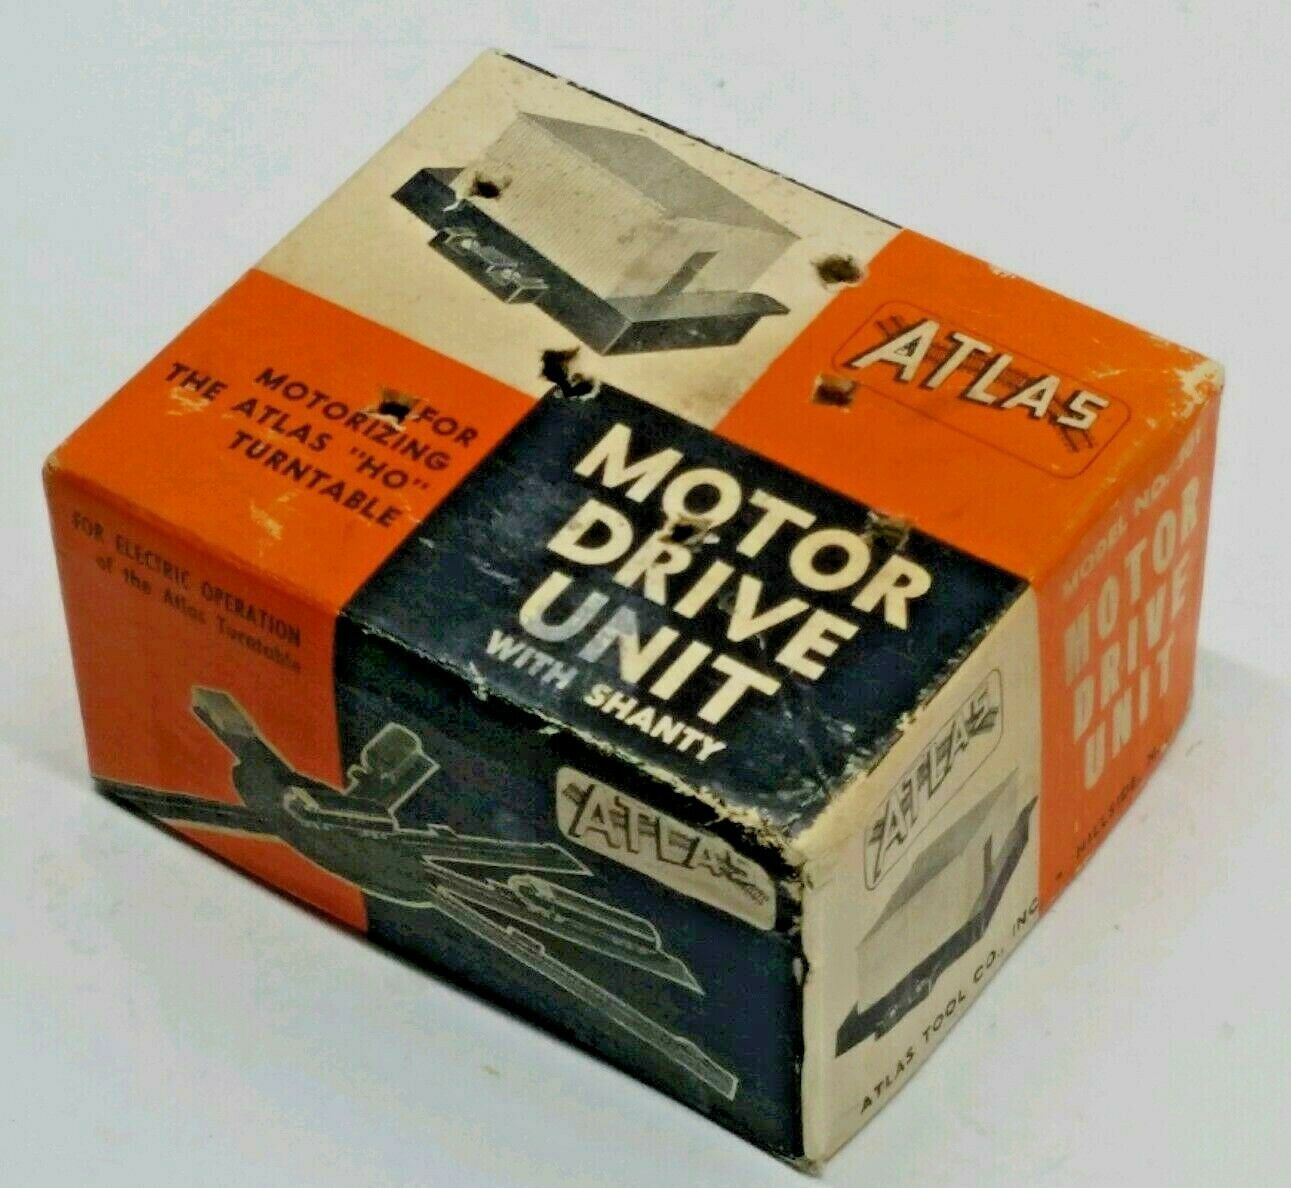 ATLAS
FOR
MOTORIZING
THE ATLAS "HO"
TURNTABLE
MOTOR
DRIVE
UNIT
WITH SHANTY
FOR ELECTRIC OPERATION
of the Atlas Turntable
ATLAS
ATLAS
ATLAS TOOL CO., INC.
MODEL NO.
MOTOR
DRIVE
UNIT
HILLSIDE,